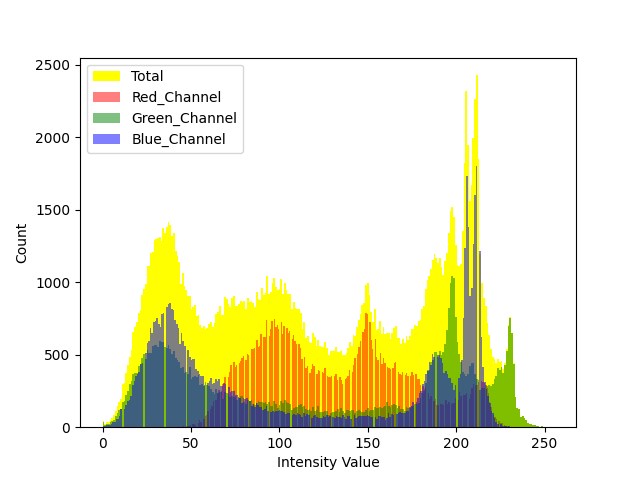 Total
Red_Channel
Green_Channel
Blue_Channel
2500
2000
1500
1000
500
0
Count
0 50 100 150 200 250
Intensity Value